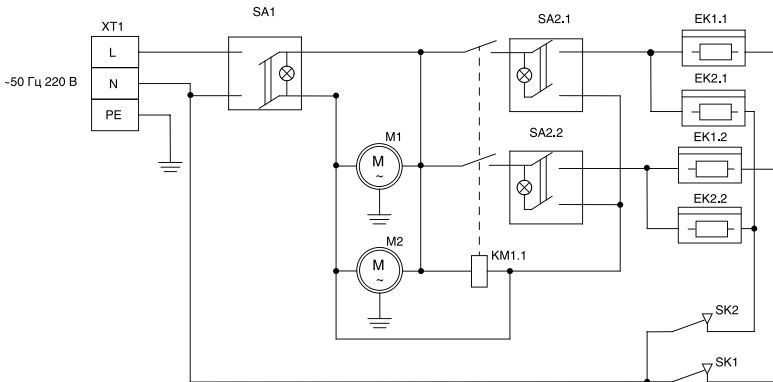 SA1
SA2.1
EK1.1
XT1
L
~50 Гц 220 В
N
PE
EK2.1
M1
M
~
SA2.2
EK1.2
EK2.2
M2
M
~
KM1.1
SK2
SK1